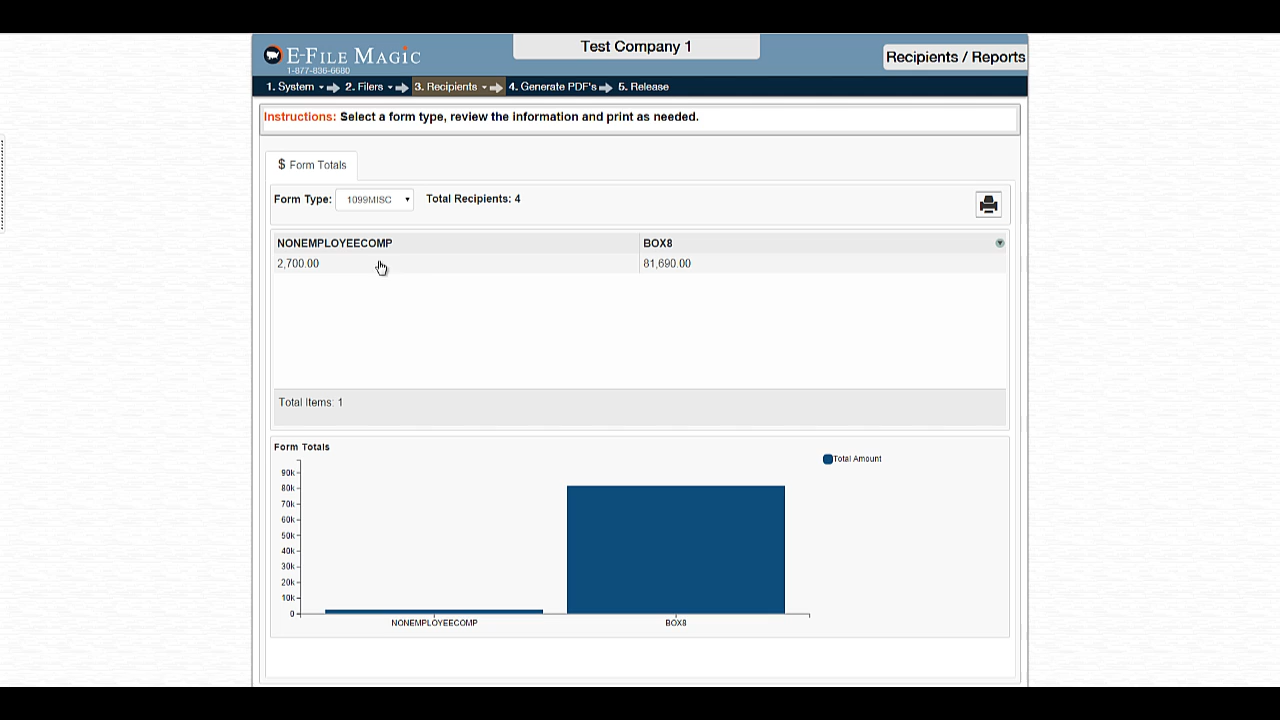 Test Company 1
E-FILE MAGIC
1-877-836-6680
Recipients / Reports
1. System 2. Filers 3. Recipients 4. Generate PDF's 5. Release
Instructions: Select a form type, review the information and print as needed.
$ Form Totals
Form Type: 1099MISC Total Recipients: 4
NONEMPLOYEECOMP BOX8
2,700.00 81,690.00
Total Items: 1
Form Totals
Total Amount
90k
80k
70k
60k
50k
40k
30k
20k
10k
0
NONEMPLOYEECOMP BOX8